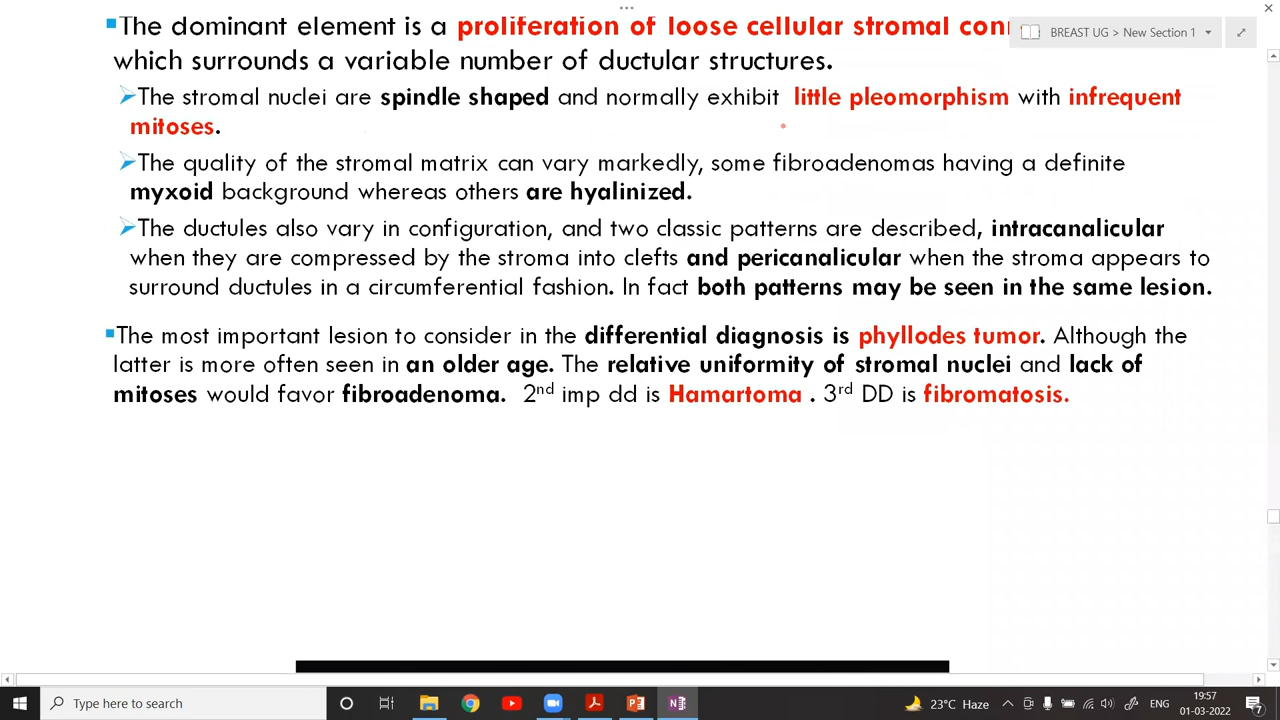 The dominant element is a proliferation of loose cellular stromal
BREAST UG > New Section 1
which surrounds a variable number of ductular structures.
The stromal nuclei are spindle shaped and normally exhibit little pleomorphism with infrequent
mitoses.
The quality of the stromal matrix can vary markedly, some fibroadenomas having a definite
myxoid background whereas others are hyalinized.
The ductules also vary in configuration, and two classic patterns are described, intracanalicular
when they are compressed by the stroma into clefts and pericanalicular when the stroma appears to
surround ductules in a circumferential fashion. In fact both patterns may be seen in the same lesion.
The most important lesion to consider in the differential diagnosis is phyllodes tumor. Although the
latter is more often seen in an older age. The relative uniformity of stromal nuclei and lack of
mitoses would favor fibroadenoma. 2nd imp dd is Hamartoma . 3rd DD is fibromatosis.
Type here to search
23°C Haze
ENG
19:57
01-03-2022
7